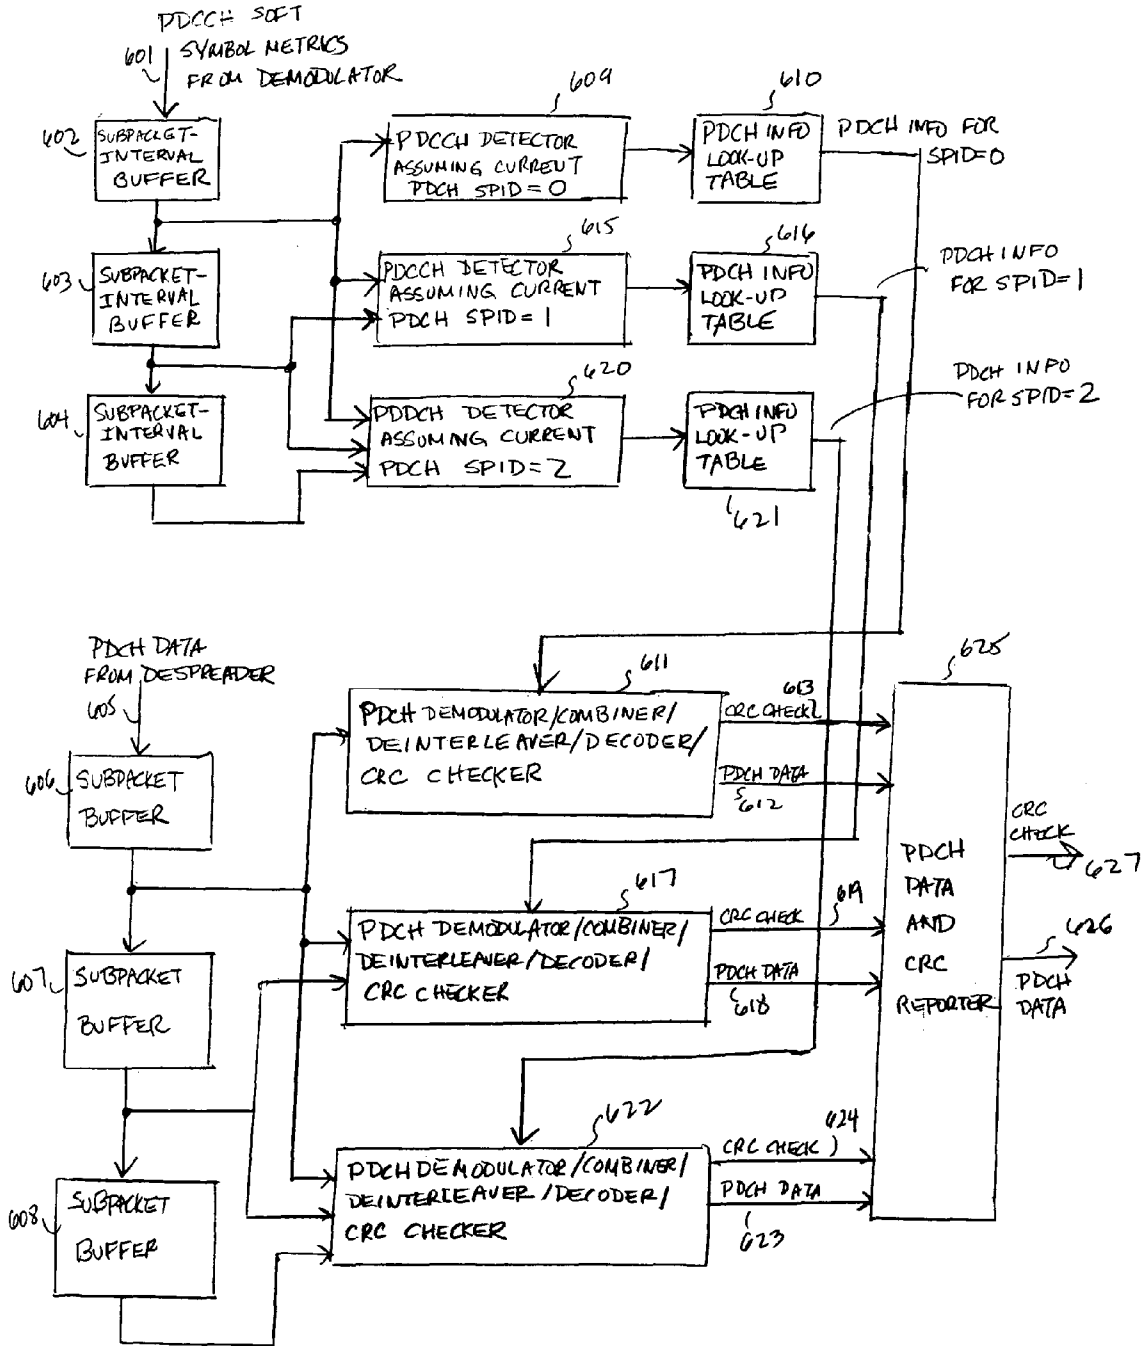 PDCCH SOFT
SYMBOL METRICS
FROM DEMODULATOR
601
602
SUBPACKET-
INTERVAL
BUFFER
609
PDCCH DETECTOR
ASSUMING CURRENT
PDCH SPID=0
610
PDCH INFO
LOOK-UP
TABLE
PDCH INFO FOR
SPID=0
603
SUBPACKET-
INTERVAL
BUFFER
615
PDCCH DETECTOR
ASSUMING CURRENT
PDCH SPID=1
616
PDCH INFO
LOOK-UP
TABLE
PDCH INFO
FOR SPID=1
604
SUBPACKET-
INTERVAL
BUFFER
620
PDDCH DETECTOR
ASSUMING CURRENT
PDCH SPID=2
PDCH INFO
LOOK-UP
TABLE
621
PDCH INFO
FOR SPID=2
PDCH DATA
FROM DESPREADER
605
606
SUBPACKET
BUFFER
611
PDCH DEMODULATOR/COMBINER/
DEINTERLEAVER/DECODER/
CRC CHECKER
613
CRC CHECK
PDCH DATA
612
625
PDCH
DATA
AND
CRC
REPORTER
CRC
CHECK
627
626
PDCH
DATA
607
SUBPACKET
BUFFER
617
PDCH DEMODULATOR/COMBINER/
DEINTERLEAVER/DECODER/
CRC CHECKER
CRC CHECK
619
PDCH DATA
618
608
SUBPACKET
BUFFER
622
PDCH DEMODULATOR/COMBINER/
DEINTERLEAVER/DECODER/
CRC CHECKER
624
CRC CHECK
PDCH DATA
623